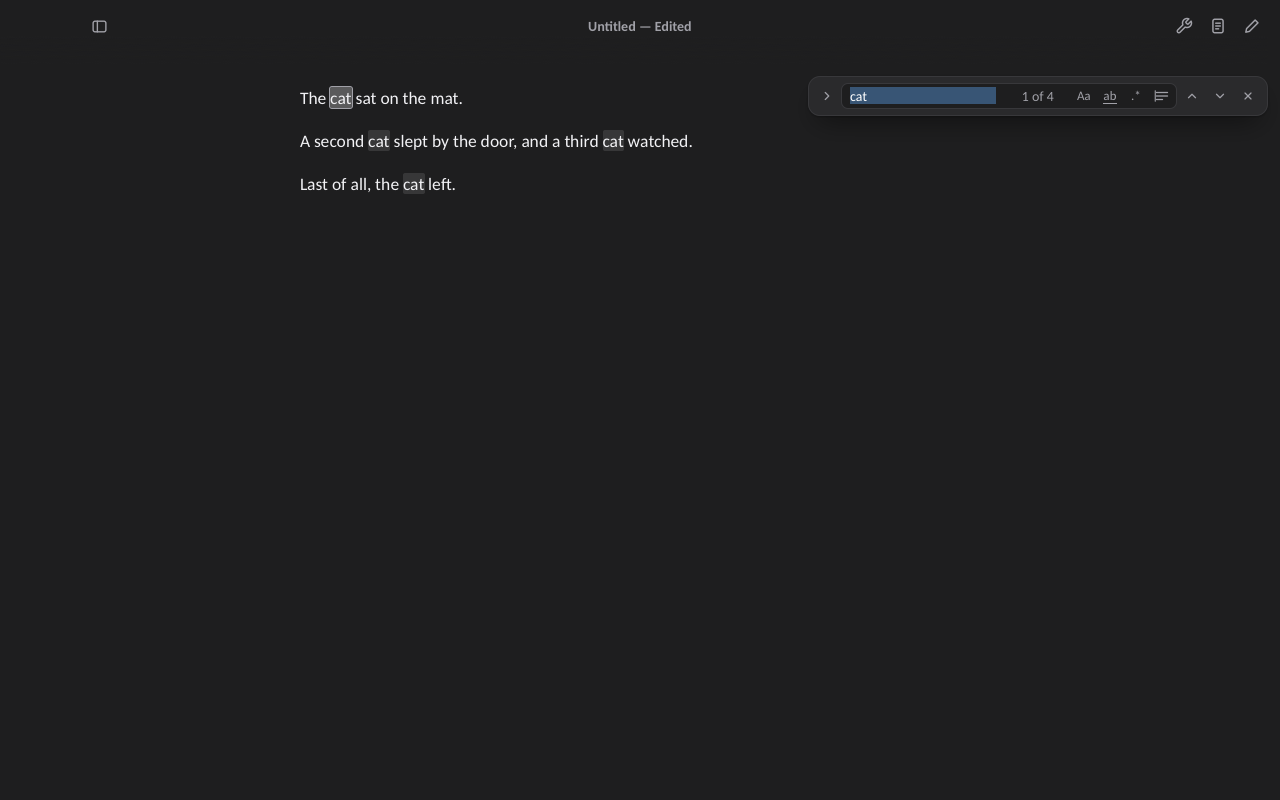 Untitled — Edited
cat
1 of 4
Aa
ab
.*
The cat sat on the mat.
A second cat slept by the door, and a third cat watched.
Last of all, the cat left.